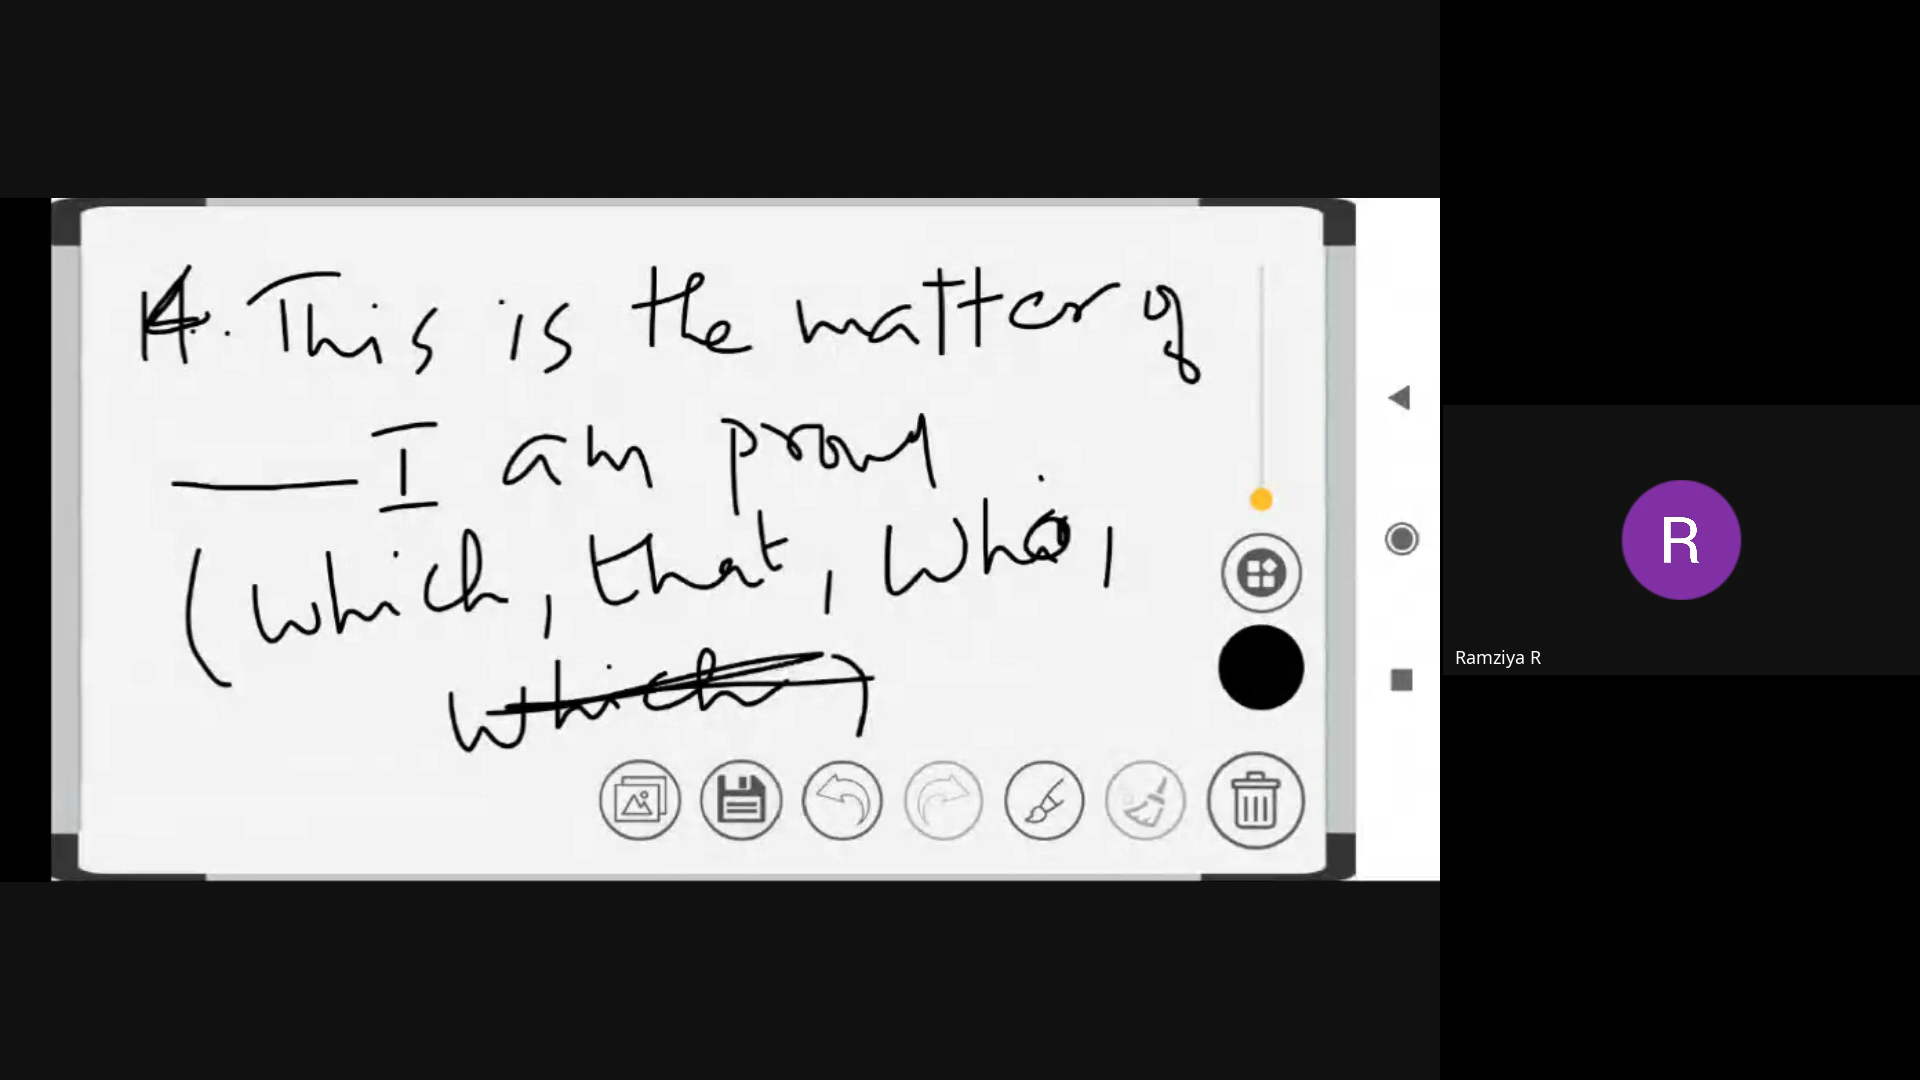 4. This is the matter of
____ I am proud
(which, that, who,
which)
Ramziya R
R